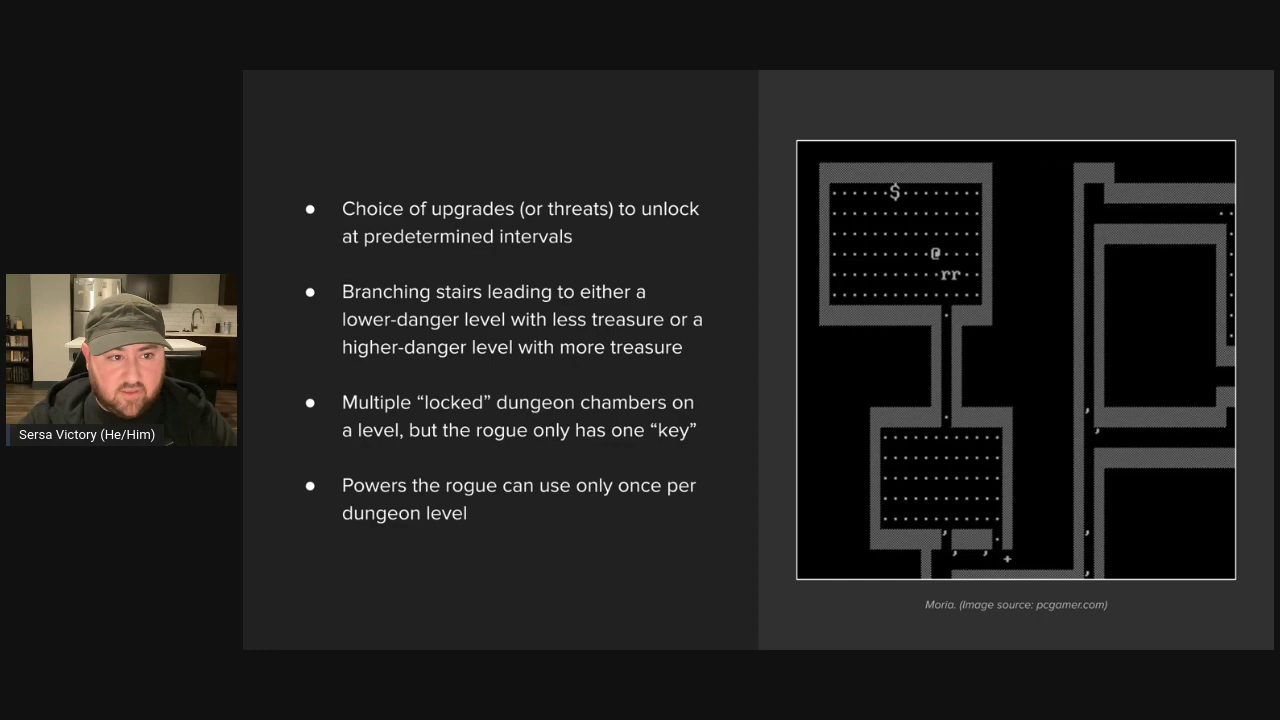 ● Choice of upgrades (or threats) to unlock
at predetermined intervals
● Branching stairs leading to either a
lower-danger level with less treasure or a
higher-danger level with more treasure
● Multiple “locked” dungeon chambers on
a level, but the rogue only has one “key”
● Powers the rogue can use only once per
dungeon level
Sersa Victory (He/Him)
$
@
rr
Moria. (Image source: pcgamer.com)